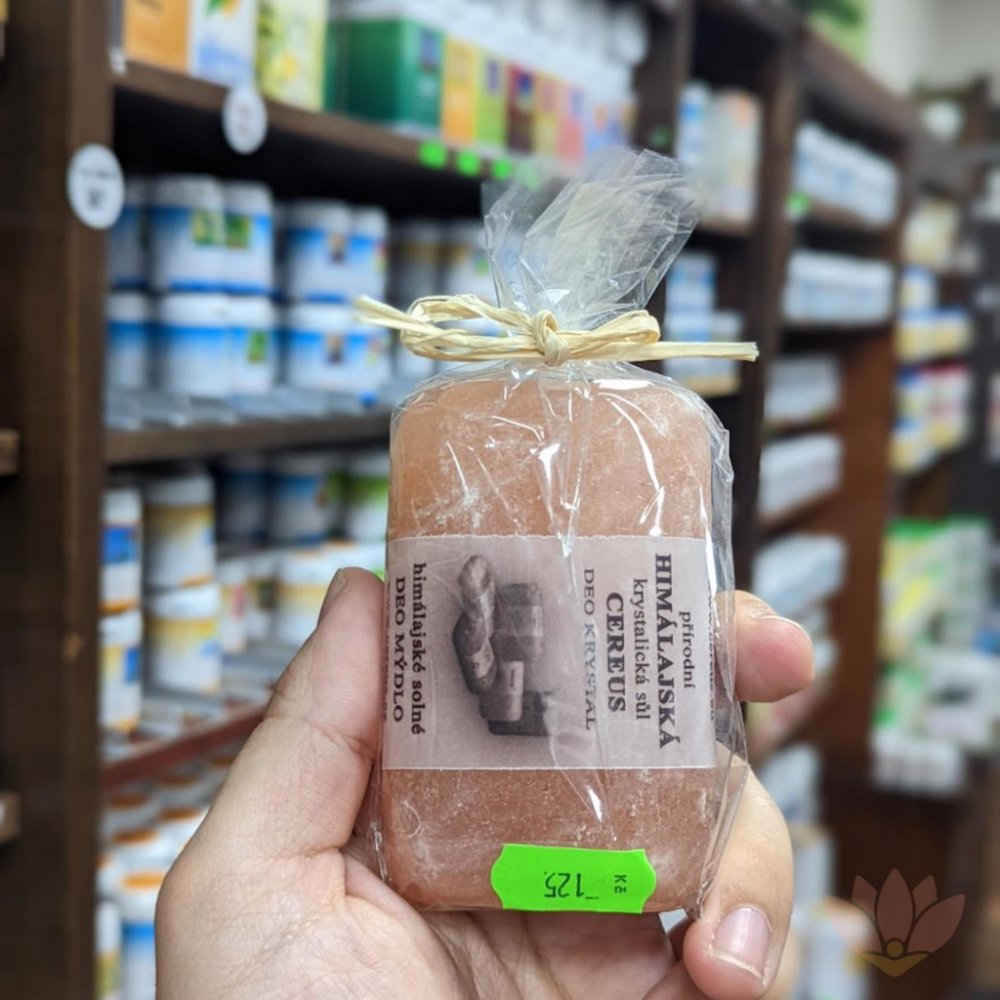 přírodní
HIMÁLAJSKÁ
krystalická sůl
CEREUS
DEO KRYSTAL
himálajské solné
DEO MÝDLO
Kč
125.-